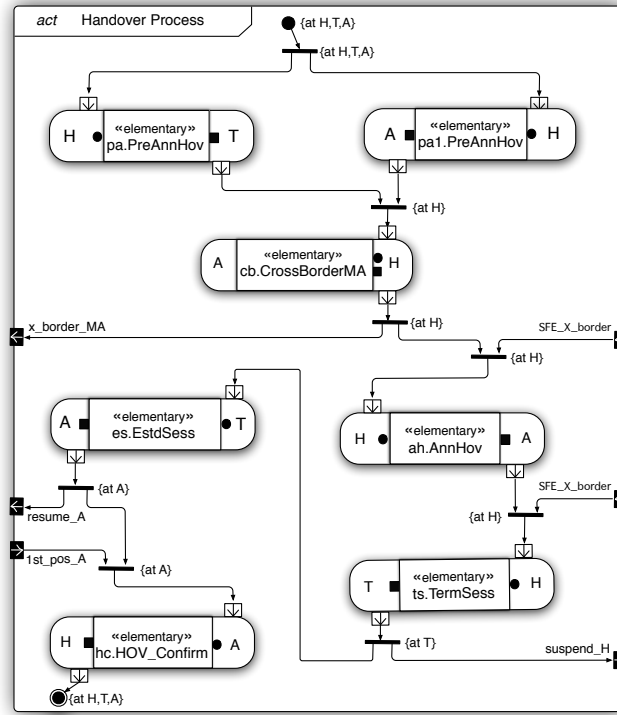 act Handover Process
{at H,T,A}
{at H,T,A}
H «elementary» T
pa.PreAnnHov
A «elementary» H
pa1.PreAnnHov
{at H}
A «elementary» H
cb.CrossBorderMA
x_border_MA
{at H}
SFE_X_border
{at H}
A «elementary» T
es.EstdSess
H «elementary» A
ah.AnnHov
{at A}
SFE_X_border
resume_A
{at H}
1st_pos_A
{at A}
T «elementary» H
ts.TermSess
H «elementary» A
hc.HOV_Confirm
{at T}
suspend_H
{at H,T,A}